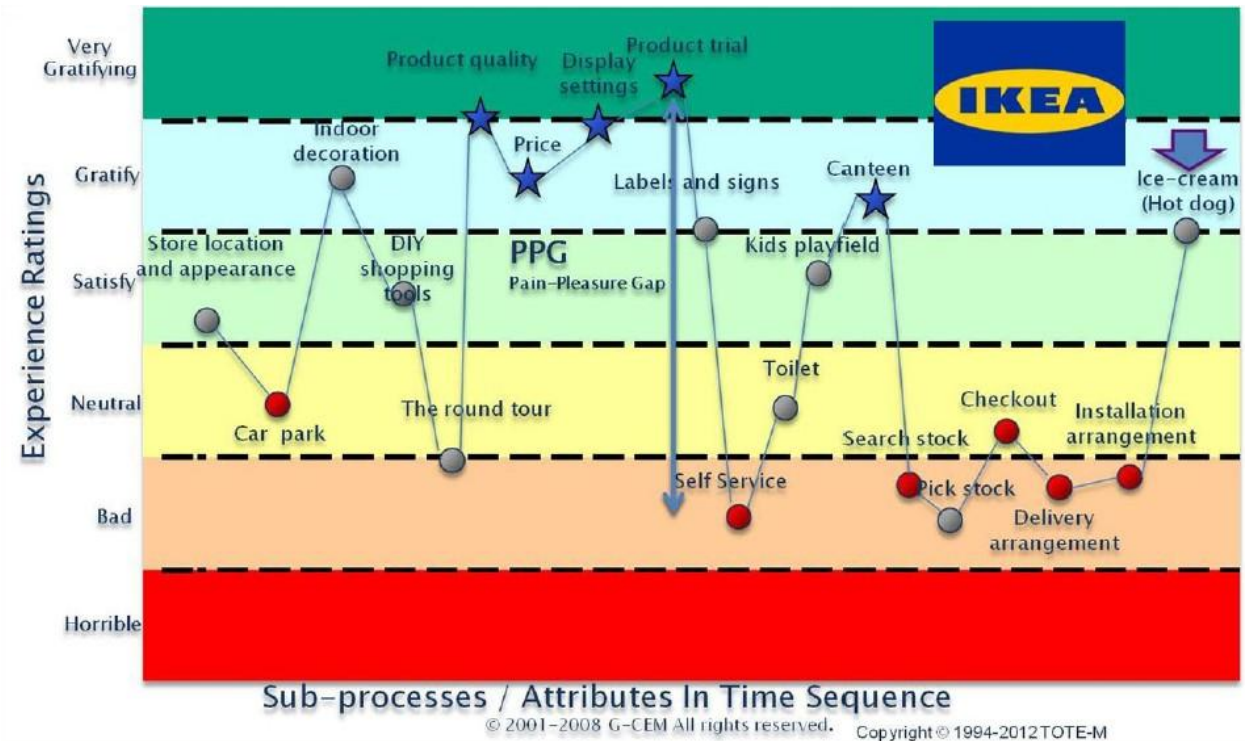 Very
Gratifying
Gratify
Satisfy
Neutral
Bad
Horrible
Experience Ratings
Store location
and appearance
Car park
Indoor
decoration
DIY
shopping
tools
The round tour
Product quality
Price
Display
settings
Product trial
PPG
Pain-Pleasure Gap
Labels and signs
Self Service
Toilet
Kids playfield
Canteen
Search stock
Pick stock
Checkout
Delivery
arrangement
Installation
arrangement
Ice-cream
(Hot dog)
IKEA
Sub-processes / Attributes In Time Sequence
© 2001-2008 G-CEM All rights reserved.
Copyright © 1994-2012 TOTE-M